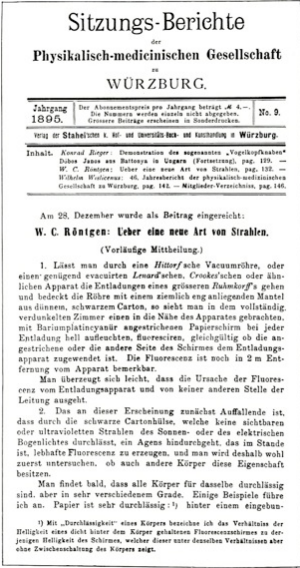 Sitzungs-Berichte
der
Physikalisch-medicinischen Gesellschaft
zu
WÜRZBURG.
Jahrgang
1895.
Der Abonnementspreis pro Jahrgang beträgt ℳ 4.—.
Die Nummern werden einzeln nicht abgegeben.
Grössere Beiträge erscheinen in Sonderdrucken.
No. 9.
Verlag der Stahel'schen k. Hof- und Universitäts-Buch- und Kunsthandlung in Würzburg.
Inhalt. Konrad Rieger: Demonstration des sogenannten „Vogelkopfknaben"
Dóbos Janos aus Battonya in Ungarn (Fortsetzung), pag. 129. —
W. C. Röntgen: Ueber eine neue Art von Strahlen, pag. 132. —
Wilhelm Wislicenus: 46. Jahresbericht der physikalisch-medicinischen
Gesellschaft zu Würzburg, pag. 142. — Mitglieder-Verzeichniss, pag. 146.
Am 28. Dezember wurde als Beitrag eingereicht:
W. C. Röntgen: Ueber eine neue Art von Strahlen.
(Vorläufige Mittheilung.)
1. Lässt man durch eine Hittorf'sche Vacuumröhre, oder
einen genügend evacuirten Lenard'schen, Crookes'schen oder ähn-
lichen Apparat die Entladungen eines grösseren Ruhmkorff's gehen
und bedeckt die Röhre mit einem ziemlich eng anliegenden Mantel
aus dünnem, schwarzem Carton, so sieht man in dem vollständig
verdunkelten Zimmer einen in die Nähe des Apparates gebrachten,
mit Bariumplatincyanür angestrichenen Papierschirm bei jeder
Entladung hell aufleuchten, fluoresciren, gleichgültig ob die an-
gestrichene oder die andere Seite des Schirmes dem Entladungs-
apparat zugewendet ist. Die Fluorescenz ist noch in 2 m Ent-
fernung vom Apparat bemerkbar.
Man überzeugt sich leicht, dass die Ursache der Fluores-
cenz vom Entladungsapparat und von keiner anderen Stelle der
Leitung ausgeht.
2. Das an dieser Erscheinung zunächst Auffallende ist,
dass durch die schwarze Cartonhülse, welche keine sichtbaren
oder ultravioletten Strahlen des Sonnen- oder des elektrischen
Bogenlichtes durchlässt, ein Agens hindurchgeht, das im Stande
ist, lebhafte Fluorescenz zu erzeugen, und man wird deshalb wohl
zuerst untersuchen, ob auch andere Körper diese Eigenschaft
besitzen.
Man findet bald, dass alle Körper für dasselbe durchlässig
sind, aber in sehr verschiedenem Grade. Einige Beispiele führe
ich an. Papier ist sehr durchlässig: ¹) hinter einem eingebun-
¹) Mit „Durchlässigkeit" eines Körpers bezeichne ich das Verhältniss der
Helligkeit eines dicht hinter dem Körper gehaltenen Fluorescenzschirmes zu der-
jenigen Helligkeit des Schirmes, welcher dieser unter denselben Verhältnissen aber
ohne Zwischenschaltung des Körpers zeigt.